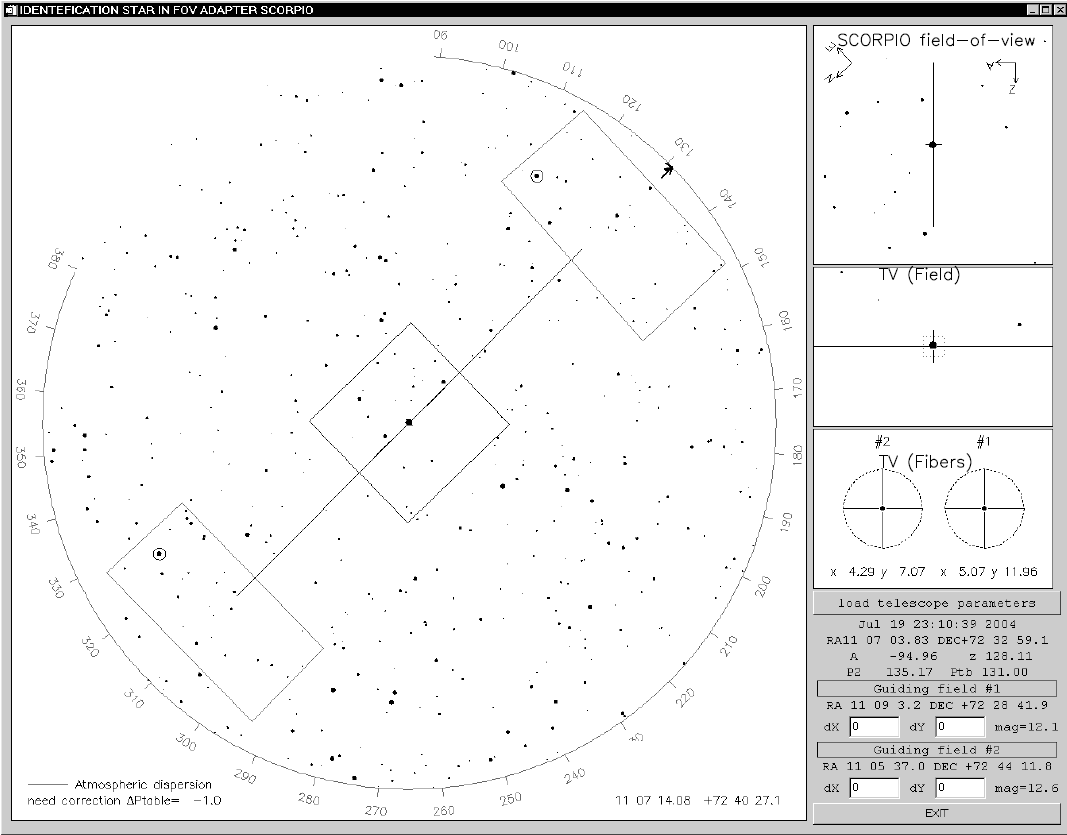 IDENTEFICATION STAR IN FOV ADAPTER SCORPIO
90
100
110
120
130
140
150
160
170
180
190
200
210
220
240
250
260
270
280
290
300
310
320
330
340
350
360
370
380
Atmospheric dispersion
need correction ΔPtable= -1.0
11 07 14.08 +72 40 27.1
SCORPIO field-of-view
E
N
A
Z
TV (Field)
#2 #1
TV (Fibers)
x 4.29 y 7.07 x 5.07 y 11.96
load telescope parameters
Jul 19 23:10:39 2004
RA11 07 03.83 DEC+72 32 59.1
A -94.96 z 128.11
P2 135.17 Ptb 131.00
Guiding field #1
RA 11 09 3.2 DEC +72 28 41.9
dX 0 dY 0 mag=12.1
Guiding field #2
RA 11 05 37.0 DEC +72 44 11.8
dX 0 dY 0 mag=12.6
EXIT